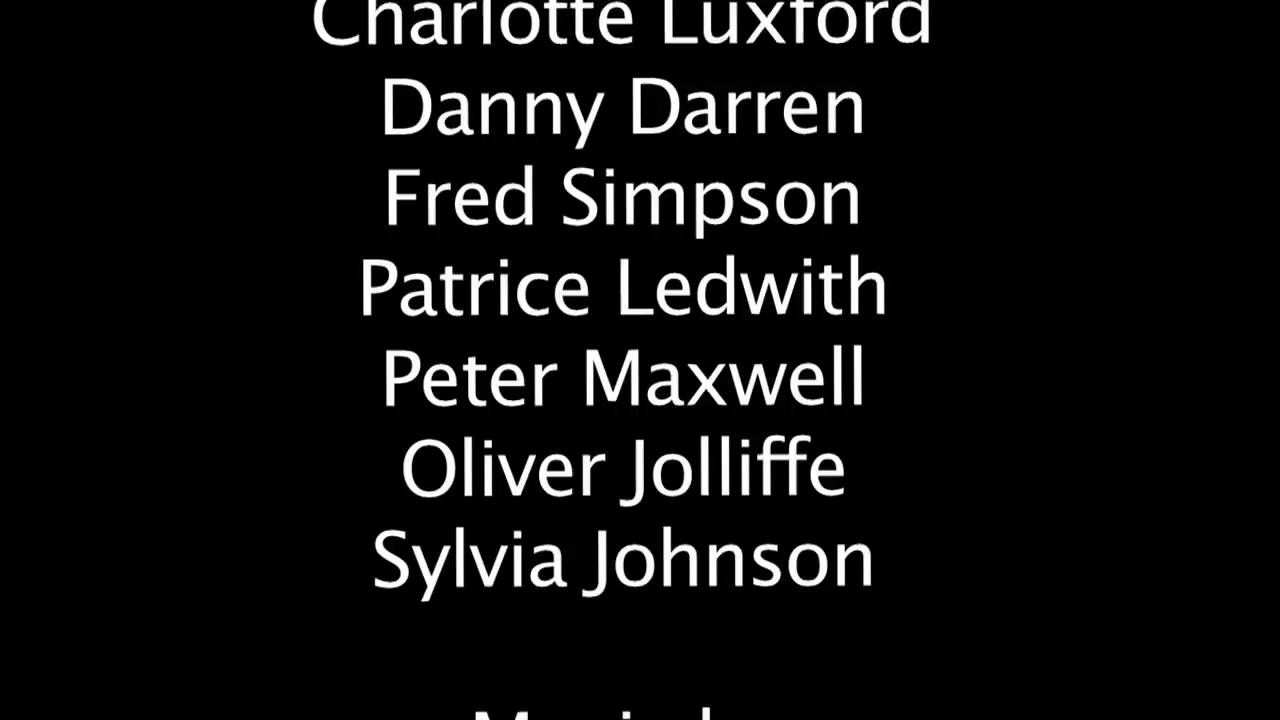 Charlotte Luxford
Danny Darren
Fred Simpson
Patrice Ledwith
Peter Maxwell
Oliver Jolliffe
Sylvia Johnson